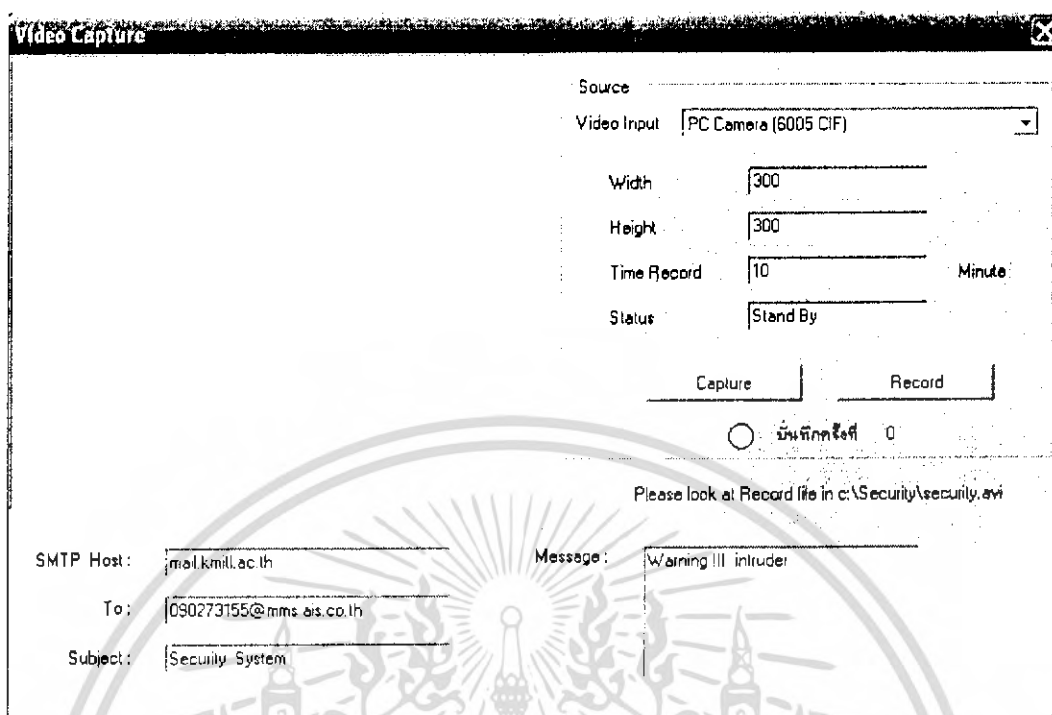 Video Capture
Source
Video Input PC Camera (6005 CIF)
Width 300
Height 300
Time Record 10 Minute
Status Stand By
Capture Record
บันทึกครั้งที่ 0
Please look at Record file in c:\Security\security.avi
SMTP Host: mail.kmitl.ac.th
To: 090273155@mms.ais.co.th
Subject: Security System
Message: Warning !!! intruder